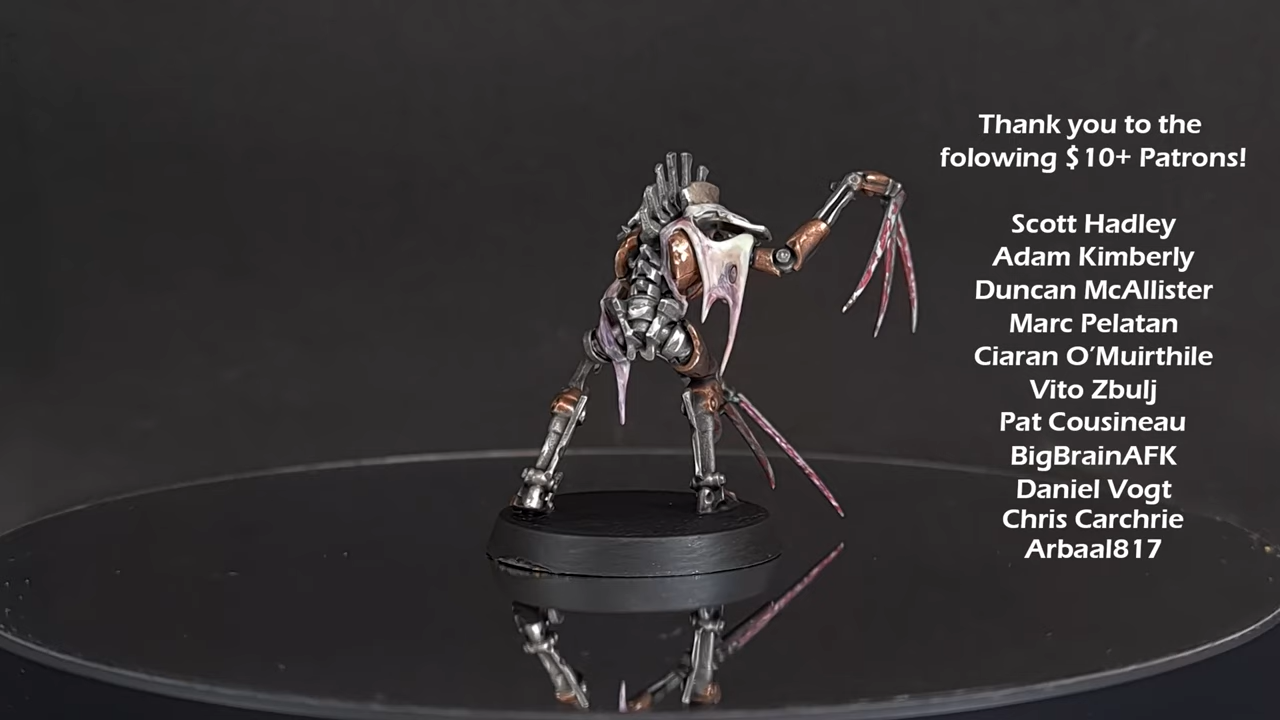 Thank you to the
folowing $10+ Patrons!
Scott Hadley
Adam Kimberly
Duncan McAllister
Marc Pelatan
Ciaran O’Muirthile
Vito Zbulj
Pat Cousineau
BigBrainAFK
Daniel Vogt
Chris Carchrie
Arbaal817